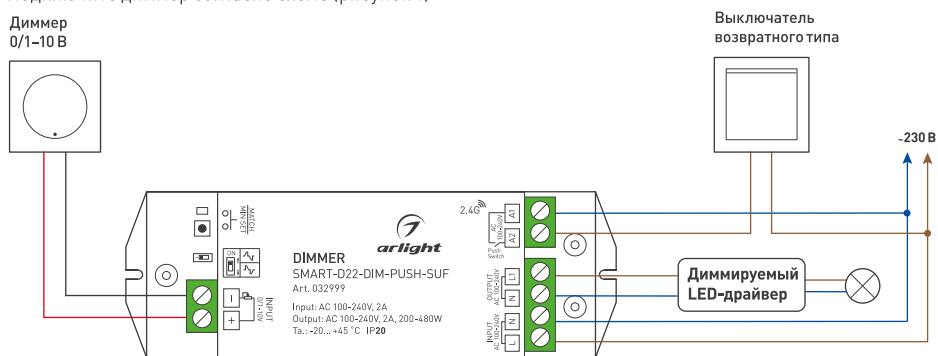 Диммер
0/1–10 В
Выключатель
возвратного типа
~230 В
MATCH
MIN SET
ON
INPUT
0/1-10V
arlight
DIMMER
SMART-D22-DIM-PUSH-SUF
Art. 032999
Input: AC 100-240V, 2A
Output: AC 100-240V, 2A, 200-480W
Ta.: -20... +45 ˚C IP20
2.4G
AC
100-240V
Push
Switch
A1
A2
OUTPUT
AC 100-240V
L1
N
INPUT
AC 100-240V
N
L
Диммируемый
LED-драйвер